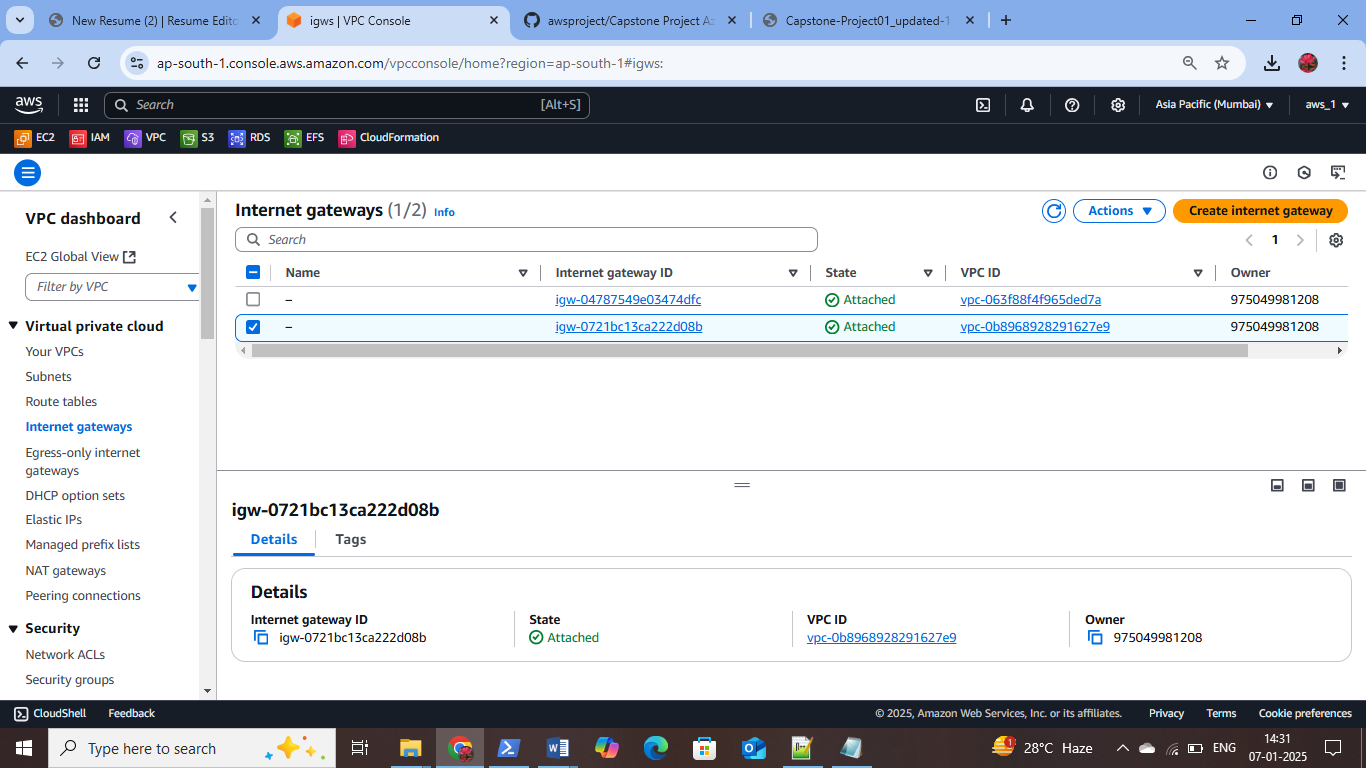 New Resume (2) | Resume Edito
igws | VPC Console
awsproject/Capstone Project As
Capstone-Project01_updated-1
ap-south-1.console.aws.amazon.com/vpcconsole/home?region=ap-south-1#igws:
aws
Search
[Alt+S]
Asia Pacific (Mumbai)
aws_1
EC2
IAM
VPC
S3
RDS
EFS
CloudFormation
VPC dashboard
EC2 Global View
Filter by VPC
Virtual private cloud
Your VPCs
Subnets
Route tables
Internet gateways
Egress-only internet
gateways
DHCP option sets
Elastic IPs
Managed prefix lists
NAT gateways
Peering connections
Security
Network ACLs
Security groups
Internet gateways (1/2) Info
Actions
Create internet gateway
Search
1
Name Internet gateway ID State VPC ID Owner
– igw-04787549e03474dfc Attached vpc-063f88f4f965ded7a 975049981208
– igw-0721bc13ca222d08b Attached vpc-0b8968928291627e9 975049981208
igw-0721bc13ca222d08b
Details
Tags
Details
Internet gateway ID State VPC ID Owner
igw-0721bc13ca222d08b Attached vpc-0b8968928291627e9 975049981208
CloudShell
Feedback
© 2025, Amazon Web Services, Inc. or its affiliates.
Privacy
Terms
Cookie preferences
Type here to search
1
28°C Haze
ENG
14:31
07-01-2025